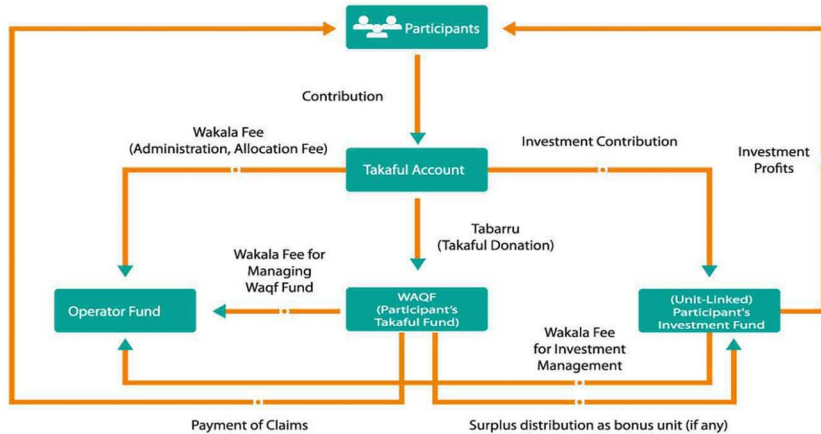 Participants
Contribution
Wakala Fee
(Administration, Allocation Fee)
Investment Contribution
Investment
Profits
Takaful Account
Tabarru
(Takaful Donation)
Wakala Fee for
Managing
Waqf Fund
Operator Fund
WAQF
(Participant's
Takaful Fund)
(Unit-Linked)
Participant's
Investment Fund
Wakala Fee
for Investment
Management
Payment of Claims
Surplus distribution as bonus unit (if any)